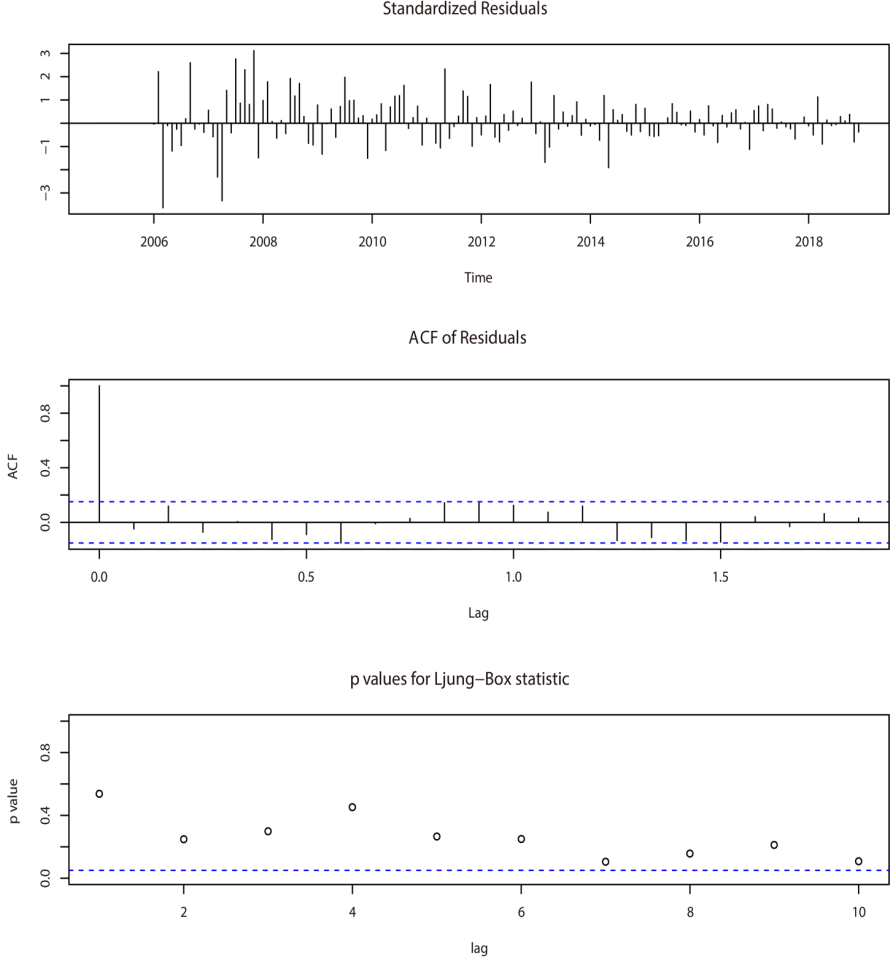 Standardized Residuals
3
2
1
−1
−3
2006 2008 2010 2012 2014 2016 2018
Time
ACF of Residuals
ACF
0.8
0.4
0.0
0.0 0.5 1.0 1.5
Lag
p values for Ljung−Box statistic
p value
0.8
0.4
0.0
2 4 6 8 10
lag